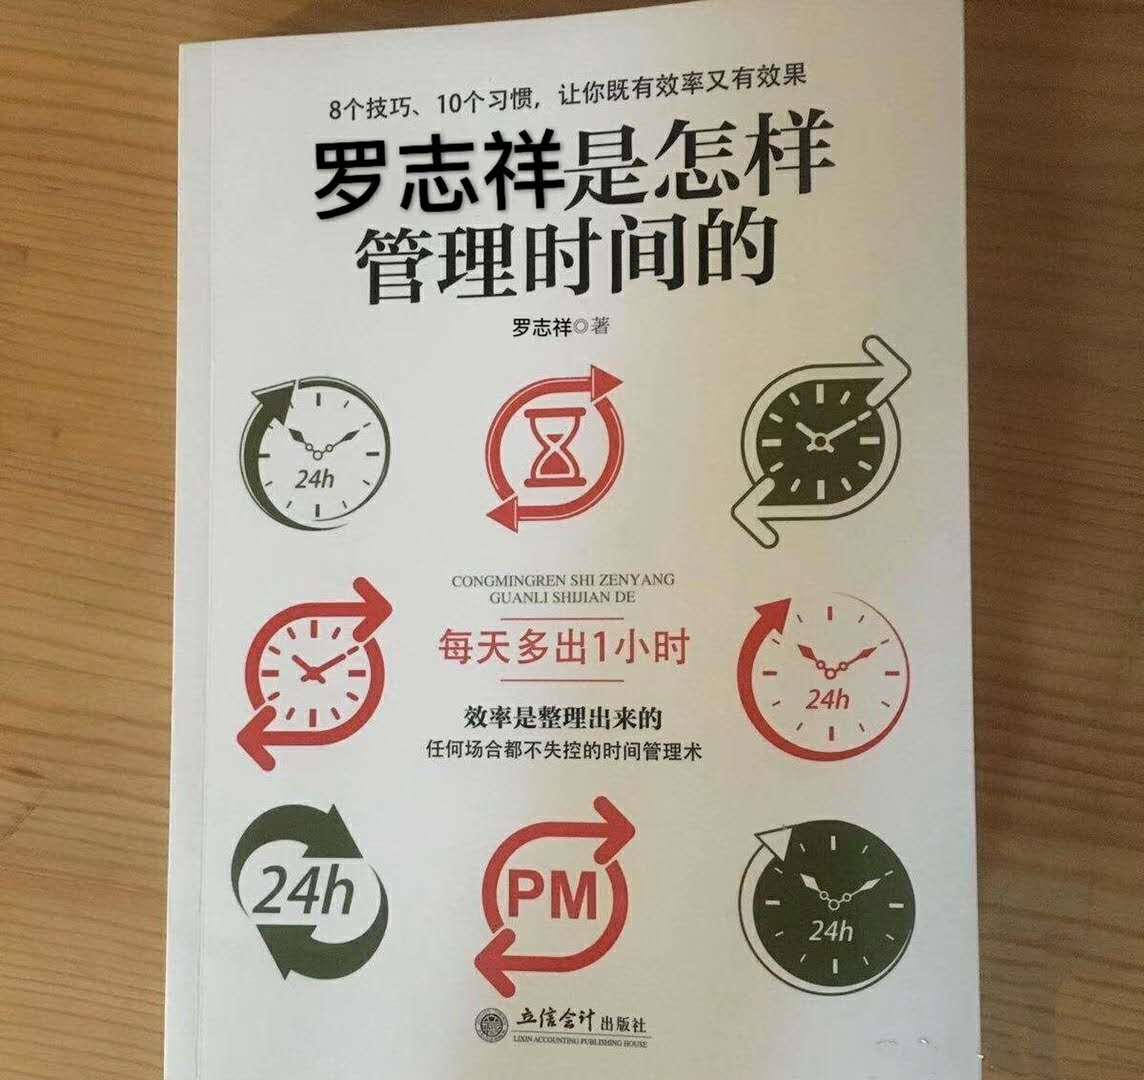 8个技巧、10个习惯，让你既有效率又有效果
罗志祥是怎样
管理时间的
罗志祥◎著
24h
CONGMINGREN SHI ZENYANG
GUANLI SHIJIAN DE
每天多出1小时
24h
效率是整理出来的
任何场合都不失控的时间管理术
24h
PM
24h
立信会计出版社
LIXIN ACCOUNTING PUBLISHING HOUSE